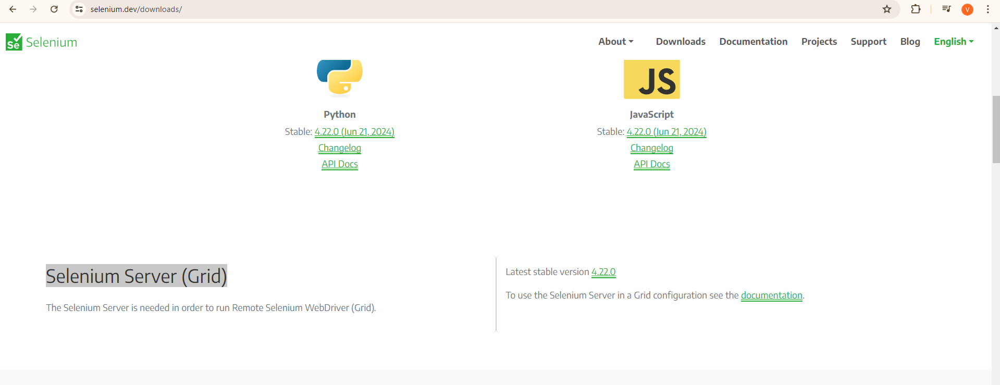 selenium.dev/downloads/
V
Se Selenium
About Downloads Documentation Projects Support Blog English
JS
Python
Stable: 4.22.0 (Jun 21, 2024)
Changelog
API Docs
JavaScript
Stable: 4.22.0 (Jun 21, 2024)
Changelog
API Docs
Selenium Server (Grid)
The Selenium Server is needed in order to run Remote Selenium WebDriver (Grid).
Latest stable version 4.22.0
To use the Selenium Server in a Grid configuration see the documentation.